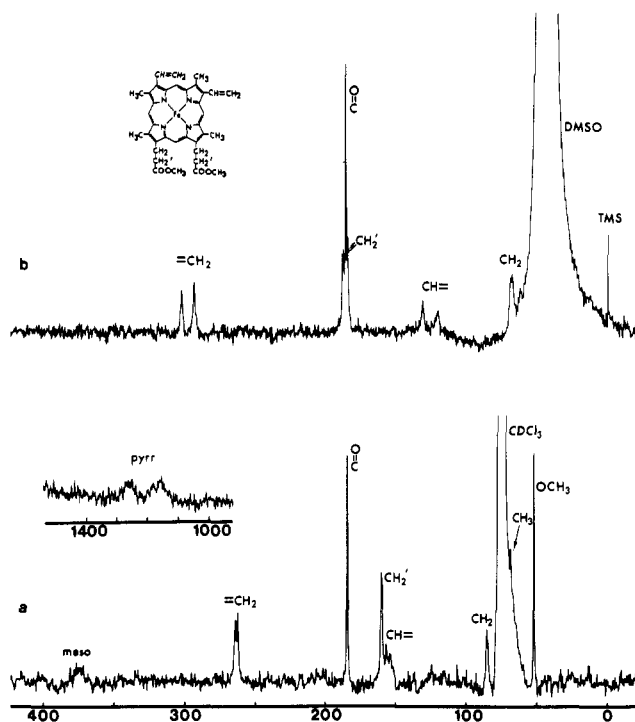 CH=CH₂ CH₃
H₃C CH=CH₂
N N
Fe
N N
H₃C CH₃
CH₂ CH₂
CH₂' CH₂'
COOCH₃ COOCH₃
O
=
C
DMSO
TMS
CH₂'
b
=CH₂
CH=
CH₂
pyrr
1400 1000
O
=
C
CDCl₃
OCH₃
CH₃
CH₂'
a
=CH₂
CH=
CH₂
meso
400 300 200 100 0